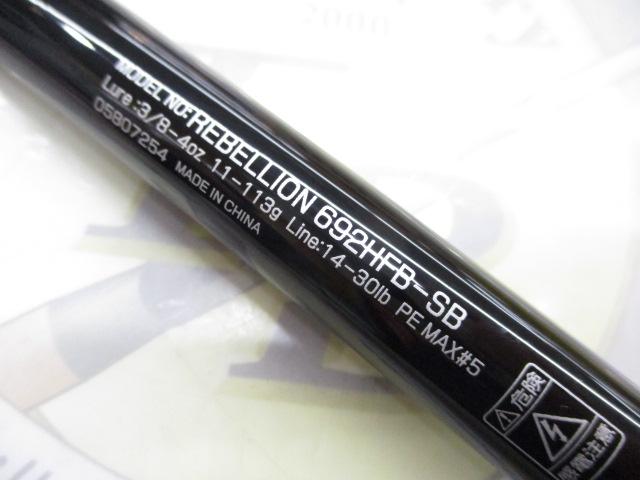 MODEL NO:REBELLION 692HFB-SB
Lure:3/8-4oz 11-113g Line:14-30lb PE MAX#5
05807254 MADE IN CHINA
危険
感電注意
2000